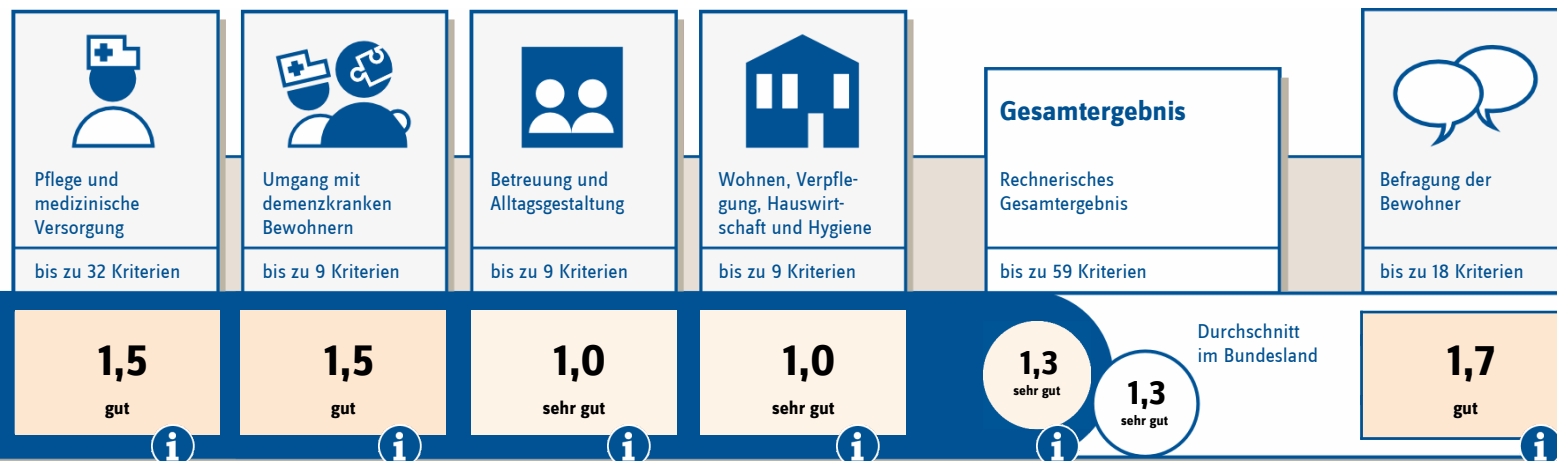 Pflege und
medizinische
Versorgung
bis zu 32 Kriterien
1,5
gut
i
Umgang mit
demenzkranken
Bewohnern
bis zu 9 Kriterien
1,5
gut
i
Betreuung und
Alltagsgestaltung
bis zu 9 Kriterien
1,0
sehr gut
i
Wohnen, Verpfle-
gung, Hauswirt-
schaft und Hygiene
bis zu 9 Kriterien
1,0
sehr gut
i
Gesamtergebnis
Rechnerisches
Gesamtergebnis
bis zu 59 Kriterien
1,3
sehr gut
i
Durchschnitt
im Bundesland
1,3
sehr gut
Befragung der
Bewohner
bis zu 18 Kriterien
1,7
gut
i